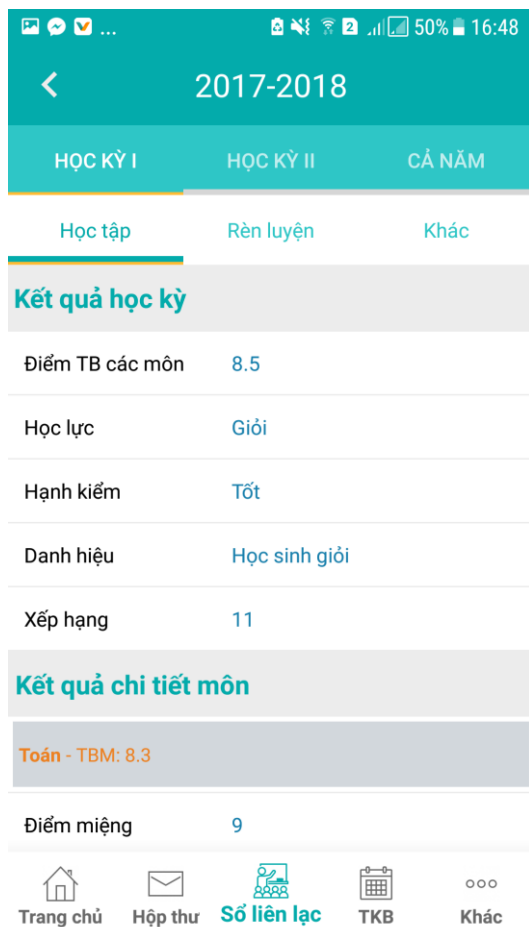 ... 2 50% 16:48
2017-2018
HỌC KỲ I HỌC KỲ II CẢ NĂM
Học tập Rèn luyện Khác
Kết quả học kỳ
Điểm TB các môn 8.5
Học lực Giỏi
Hạnh kiểm Tốt
Danh hiệu Học sinh giỏi
Xếp hạng 11
Kết quả chi tiết môn
Toán - TBM: 8.3
Điểm miệng 9
Trang chủ Hộp thư Sổ liên lạc TKB Khác